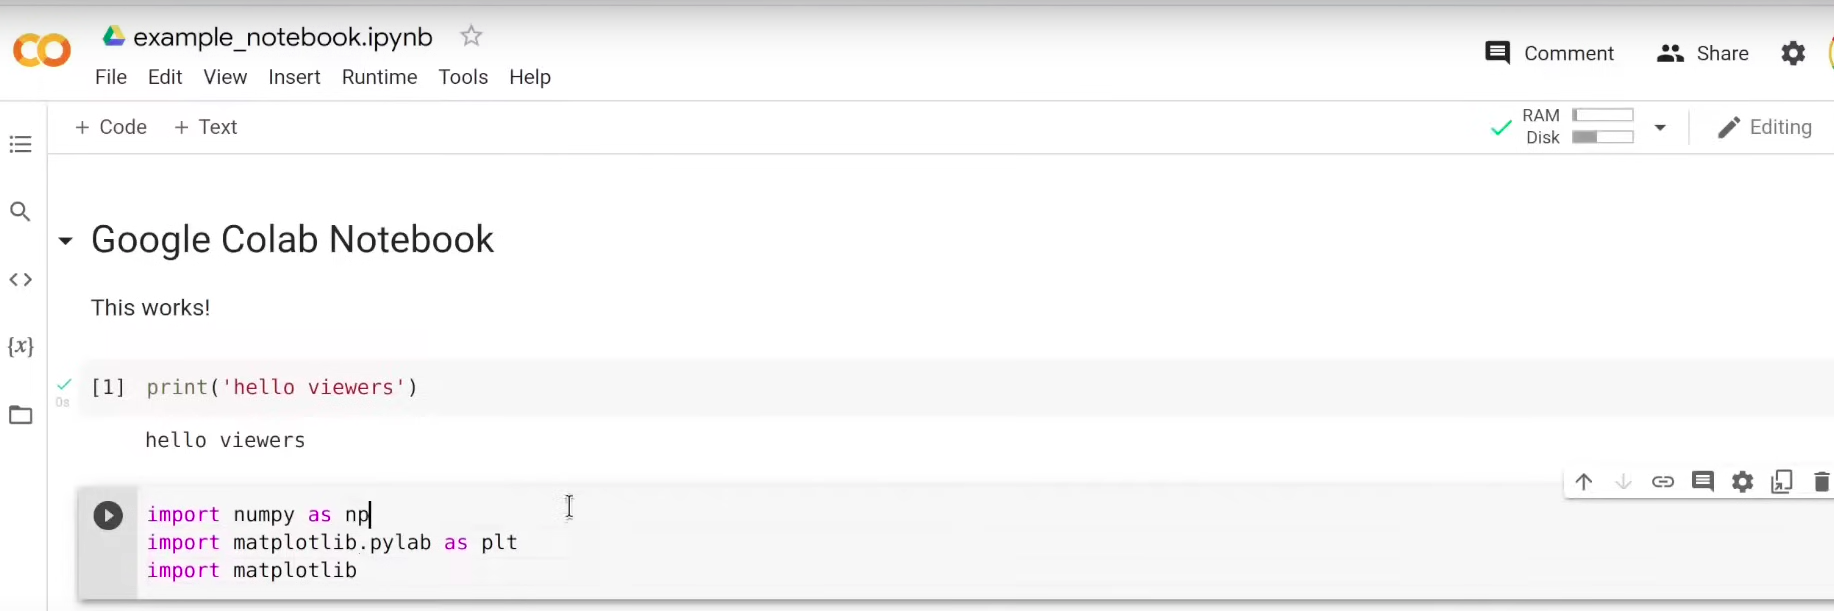 example_notebook.ipynb
File Edit View Insert Runtime Tools Help
Comment Share
+ Code + Text
RAM
Disk
Editing
Google Colab Notebook
This works!
[1] print('hello viewers')
0s
hello viewers
import numpy as np
import matplotlib.pylab as plt
import matplotlib
{x}